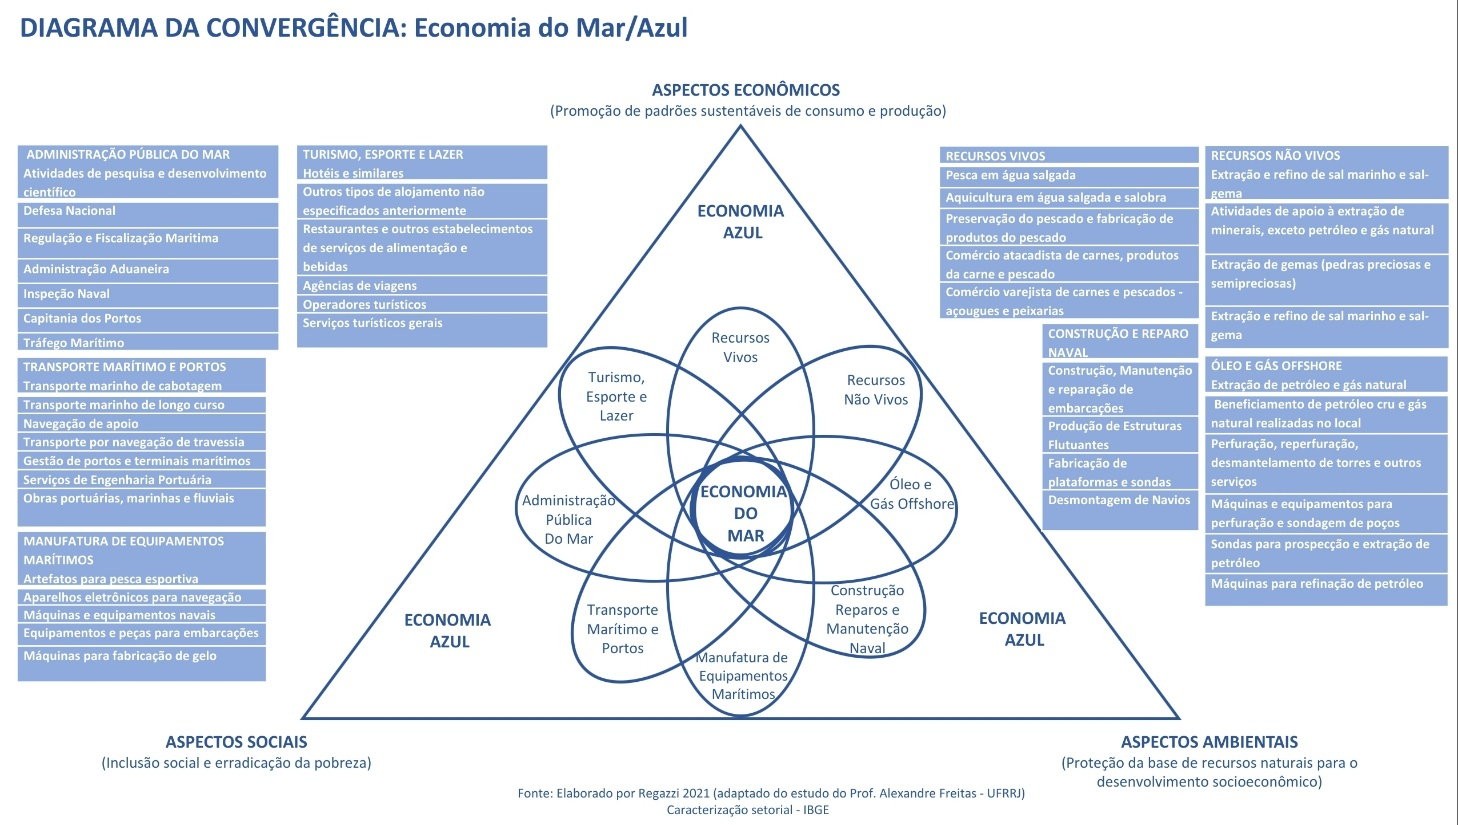 DIAGRAMA DA CONVERGÊNCIA: Economia do Mar/Azul
ASPECTOS ECONÔMICOS
(Promoção de padrões sustentáveis de consumo e produção)
ADMINISTRAÇÃO PÚBLICA DO MAR
Atividades de pesquisa e desenvolvimento
científico
Defesa Nacional
Regulação e Fiscalização Maritima
Administração Aduaneira
Inspeção Naval
Capitania dos Portos
Tráfego Marítimo
TRANSPORTE MARÍTIMO E PORTOS
Transporte marinho de cabotagem
Transporte marinho de longo curso
Navegação de apoio
Transporte por navegação de travessia
Gestão de portos e terminais marítimos
Serviços de Engenharia Portuária
Obras portuárias, marinhas e fluviais
MANUFATURA DE EQUIPAMENTOS
MARÍTIMOS
Artefatos para pesca esportiva
Aparelhos eletrônicos para navegação
Máquinas e equipamentos navais
Equipamentos e peças para embarcações
Máquinas para fabricação de gelo
TURISMO, ESPORTE E LAZER
Hotéis e similares
Outros tipos de alojamento não
especificados anteriormente
Restaurantes e outros estabelecimentos
de serviços de alimentação e
bebidas
Agências de viagens
Operadores turísticos
Serviços turísticos gerais
ECONOMIA
AZUL
Recursos
Vivos
Turismo,
Esporte e
Lazer
Recursos
Não Vivos
Administração
Pública
Do Mar
ECONOMIA
DO
MAR
Óleo e
Gás Offshore
Transporte
Marítimo e
Portos
Construção
Reparos e
Manutenção
Naval
Manufatura de
Equipamentos
Marítimos
ECONOMIA
AZUL
ECONOMIA
AZUL
RECURSOS VIVOS
Pesca em água salgada
Aquicultura em água salgada e salobra
Preservação do pescado e fabricação de
produtos do pescado
Comércio atacadista de carnes, produtos
da carne e pescado
Comércio varejista de carnes e pescados -
açougues e peixarias
CONSTRUÇÃO E REPARO
NAVAL
Construção, Manutenção
e reparação de
embarcações
Produção de Estruturas
Flutuantes
Fabricação de
plataformas e sondas
Desmontagem de Navios
RECURSOS NÃO VIVOS
Extração e refino de sal marinho e sal-
gema
Atividades de apoio à extração de
minerais, exceto petróleo e gás natural
Extração de gemas (pedras preciosas e
semipreciosas)
Extração e refino de sal marinho e sal-
gema
ÓLEO E GÁS OFFSHORE
Extração de petróleo e gás natural
Beneficiamento de petróleo cru e gás
natural realizadas no local
Perfuração, reperfuração,
desmantelamento de torres e outros
serviços
Máquinas e equipamentos para
perfuração e sondagem de poços
Sondas para prospecção e extração de
petróleo
Máquinas para refinação de petróleo
ASPECTOS SOCIAIS
(Inclusão social e erradicação da pobreza)
ASPECTOS AMBIENTAIS
(Proteção da base de recursos naturais para o
desenvolvimento socioeconômico)
Fonte: Elaborado por Regazzi 2021 (adaptado do estudo do Prof. Alexandre Freitas - UFRRJ)
Caracterização setorial - IBGE